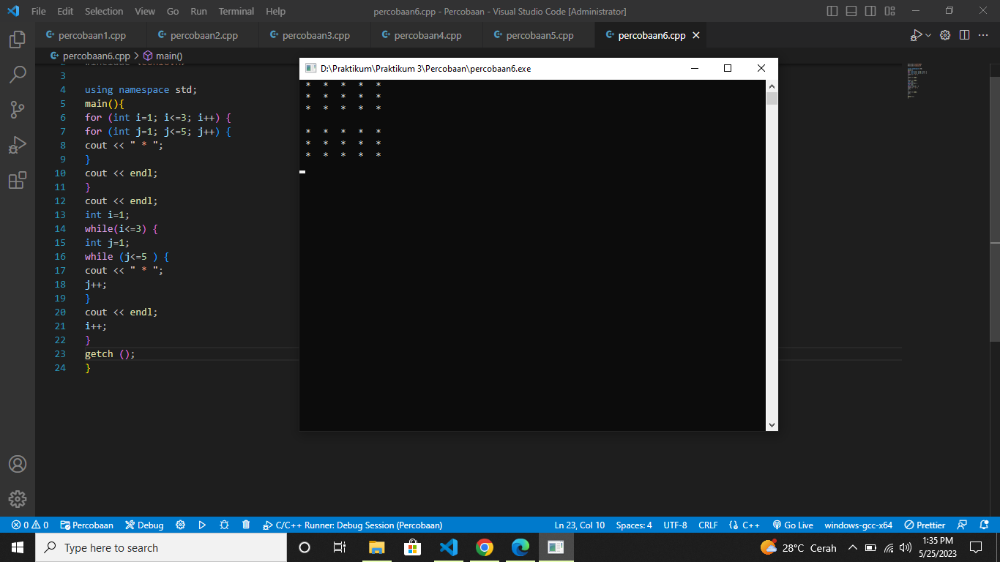 File Edit Selection View Go Run Terminal Help percobaan6.cpp - Percobaan - Visual Studio Code [Administrator]
percobaan1.cpp percobaan2.cpp percobaan3.cpp percobaan4.cpp percobaan5.cpp percobaan6.cpp
percobaan6.cpp > main()
3
4 using namespace std;
5 main(){
6 for (int i=1; i<=3; i++) {
7 for (int j=1; j<=5; j++) {
8 cout << " * ";
9 }
10 cout << endl;
11 }
12 cout << endl;
13 int i=1;
14 while(i<=3) {
15 int j=1;
16 while (j<=5 ) {
17 cout << " * ";
18 j++;
19 }
20 cout << endl;
21 i++;
22 }
23 getch ();
24 }
D:\Praktikum\Praktikum 3\Percobaan\percobaan6.exe
* * * * *
* * * * *
* * * * *
* * * * *
* * * * *
* * * * *
0 0 Percobaan Debug C/C++ Runner: Debug Session (Percobaan) Ln 23, Col 10 Spaces: 4 UTF-8 CRLF {} C++ Go Live windows-gcc-x64 Prettier
Type here to search 28°C Cerah 1:35 PM
5/25/2023